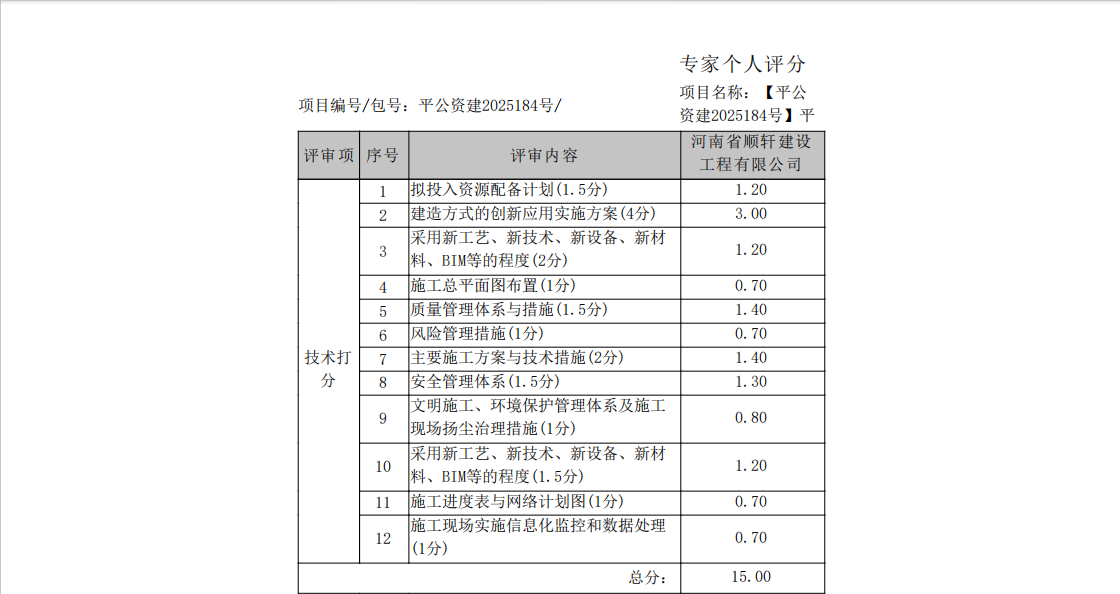 专家个人评分
项目编号/包号：平公资建2025184号/
项目名称：【平公
资建2025184号】平
评审项 序号 评审内容 河南省顺轩建设
工程有限公司
技术打
分
1 拟投入资源配备计划(1.5分) 1.20
2 建造方式的创新应用实施方案(4分) 3.00
3 采用新工艺、新技术、新设备、新材
料、BIM等的程度(2分) 1.20
4 施工总平面图布置(1分) 0.70
5 质量管理体系与措施(1.5分) 1.40
6 风险管理措施(1分) 0.70
7 主要施工方案与技术措施(2分) 1.40
8 安全管理体系(1.5分) 1.30
9 文明施工、环境保护管理体系及施工
现场扬尘治理措施(1分) 0.80
10 采用新工艺、新技术、新设备、新材
料、BIM等的程度(1.5分) 1.20
11 施工进度表与网络计划图(1分) 0.70
12 施工现场实施信息化监控和数据处理
(1分) 0.70
总分： 15.00